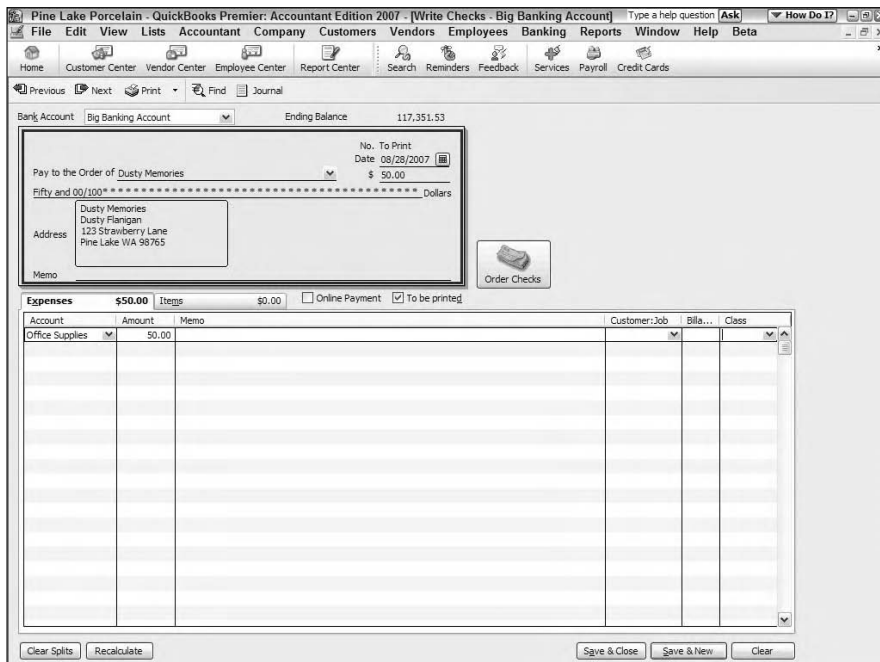 Pine Lake Porcelain - QuickBooks Premier: Accountant Edition 2007 - [Write Checks - Big Banking Account] Type a help question Ask How Do I?
File Edit View Lists Accountant Company Customers Vendors Employees Banking Reports Window Help Beta
Home Customer Center Vendor Center Employee Center Report Center Search Reminders Feedback Services Payroll Credit Cards
Previous Next Print Find Journal
Bank Account Big Banking Account Ending Balance 117,351.53
No. To Print
Date 08/28/2007
Pay to the Order of Dusty Memories $ 50.00
Fifty and 00/100* * * * * * * * * * * * * * * * * * * * * * * * * * * * * * * * * * * * * * * * * * * * Dollars
Dusty Memories
Dusty Flanigan
Address 123 Strawberry Lane
Pine Lake WA 98765
Memo
Order Checks
Expenses $50.00 Items $0.00 Online Payment To be printed
Account Amount Memo Customer:Job Billa... Class
Office Supplies 50.00
Clear Splits Recalculate Save & Close Save & New Clear